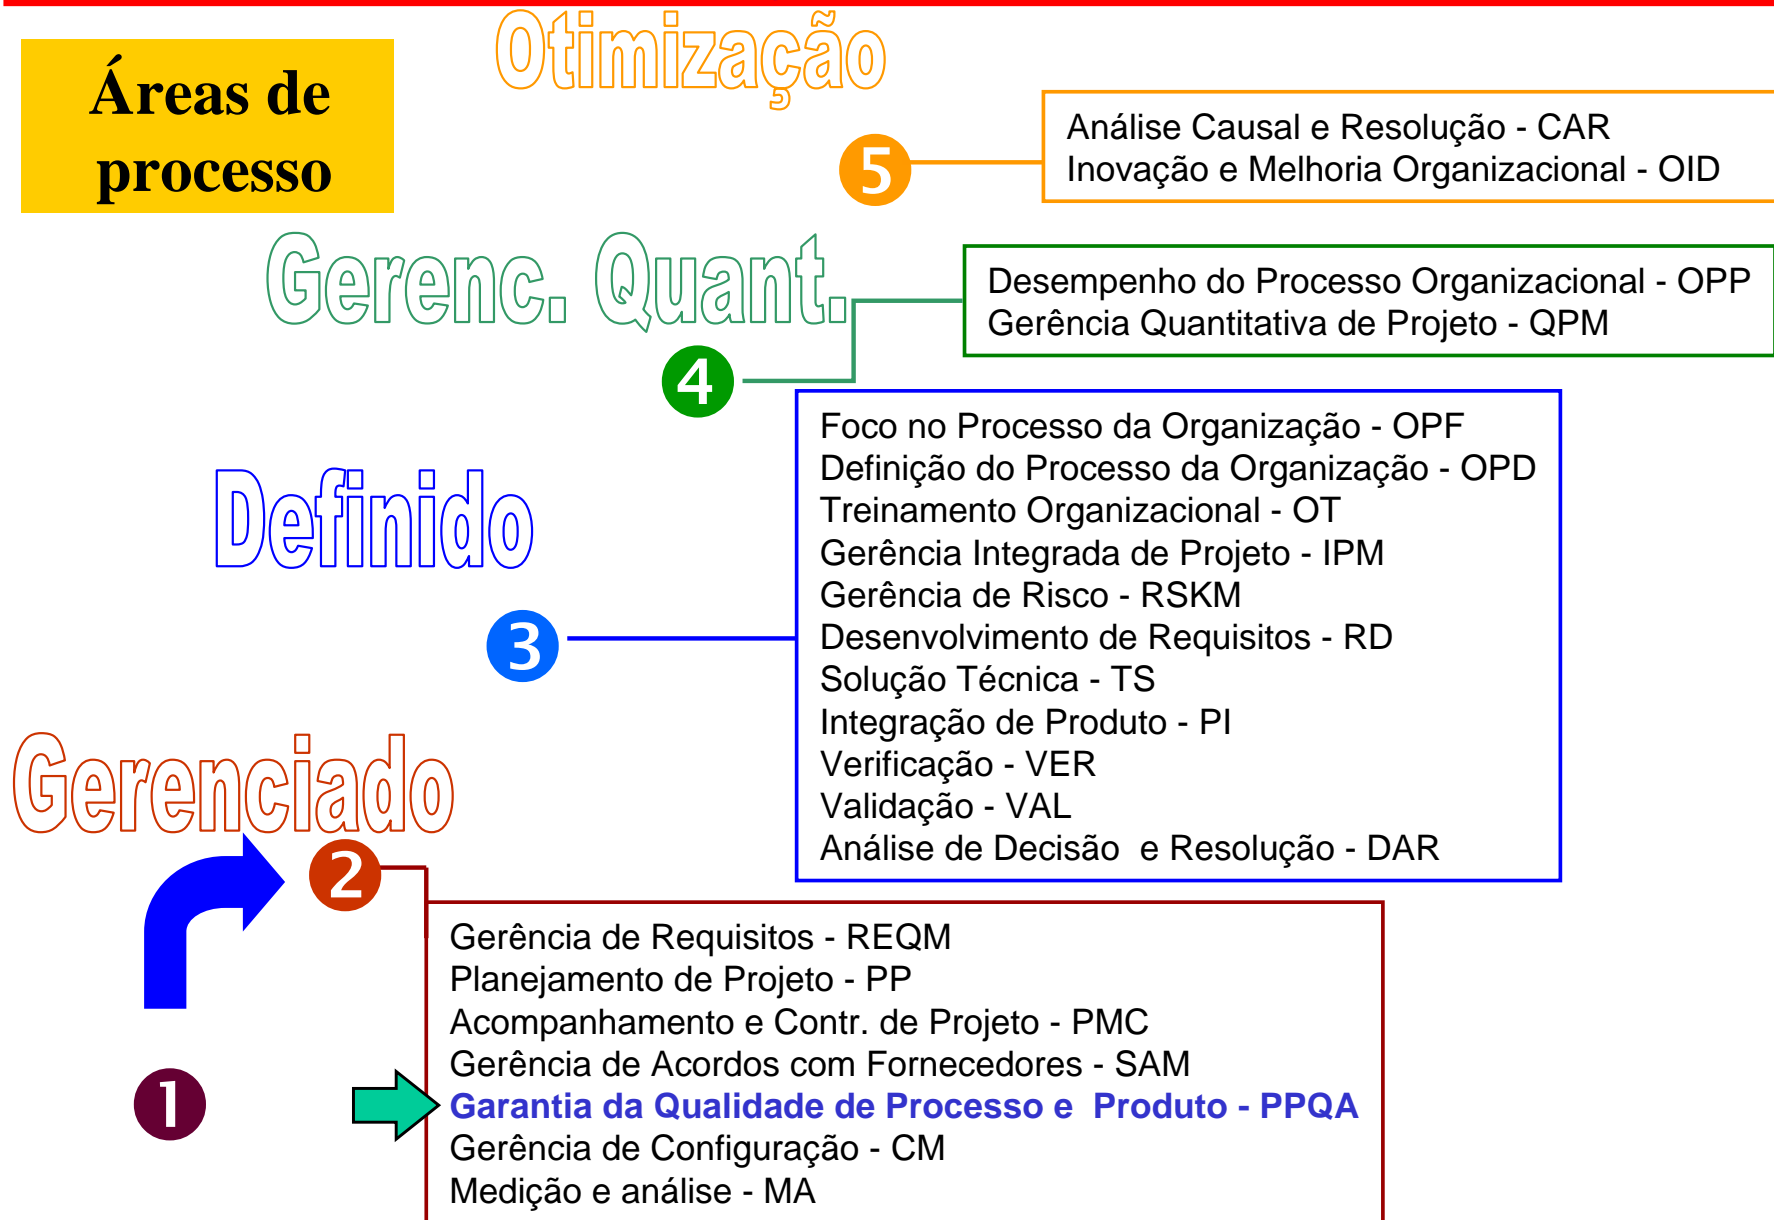 Otimização
Áreas de
processo
5
Análise Causal e Resolução - CAR
Inovação e Melhoria Organizacional - OID
Gerenc. Quant.
4
Desempenho do Processo Organizacional - OPP
Gerência Quantitativa de Projeto - QPM
Definido
3
Foco no Processo da Organização - OPF
Definição do Processo da Organização - OPD
Treinamento Organizacional - OT
Gerência Integrada de Projeto - IPM
Gerência de Risco - RSKM
Desenvolvimento de Requisitos - RD
Solução Técnica - TS
Integração de Produto - PI
Verificação - VER
Validação - VAL
Análise de Decisão  e Resolução - DAR
Gerenciado
2
Gerência de Requisitos - REQM
Planejamento de Projeto - PP
Acompanhamento e Contr. de Projeto - PMC
Gerência de Acordos com Fornecedores - SAM
Garantia da Qualidade de Processo e  Produto - PPQA
Gerência de Configuração - CM
Medição e análise - MA
1